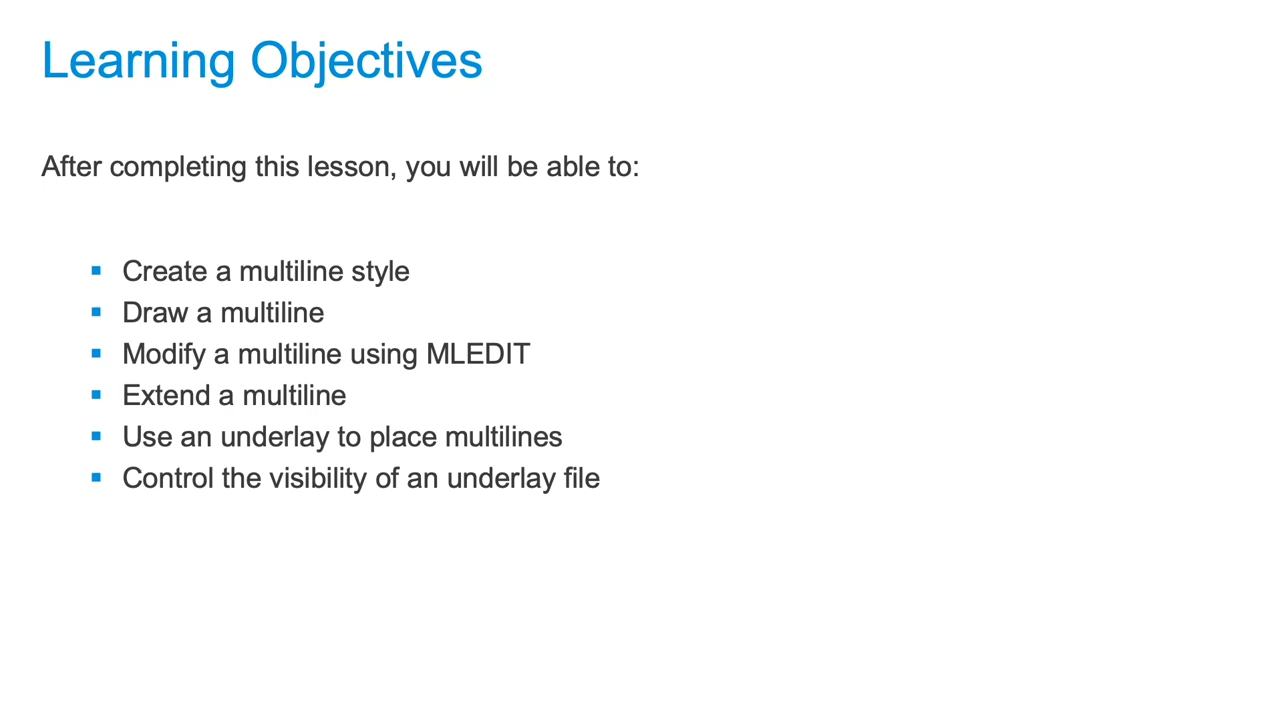 Learning Objectives
After completing this lesson, you will be able to:
▪ Create a multiline style
▪ Draw a multiline
▪ Modify a multiline using MLEDIT
▪ Extend a multiline
▪ Use an underlay to place multilines
▪ Control the visibility of an underlay file